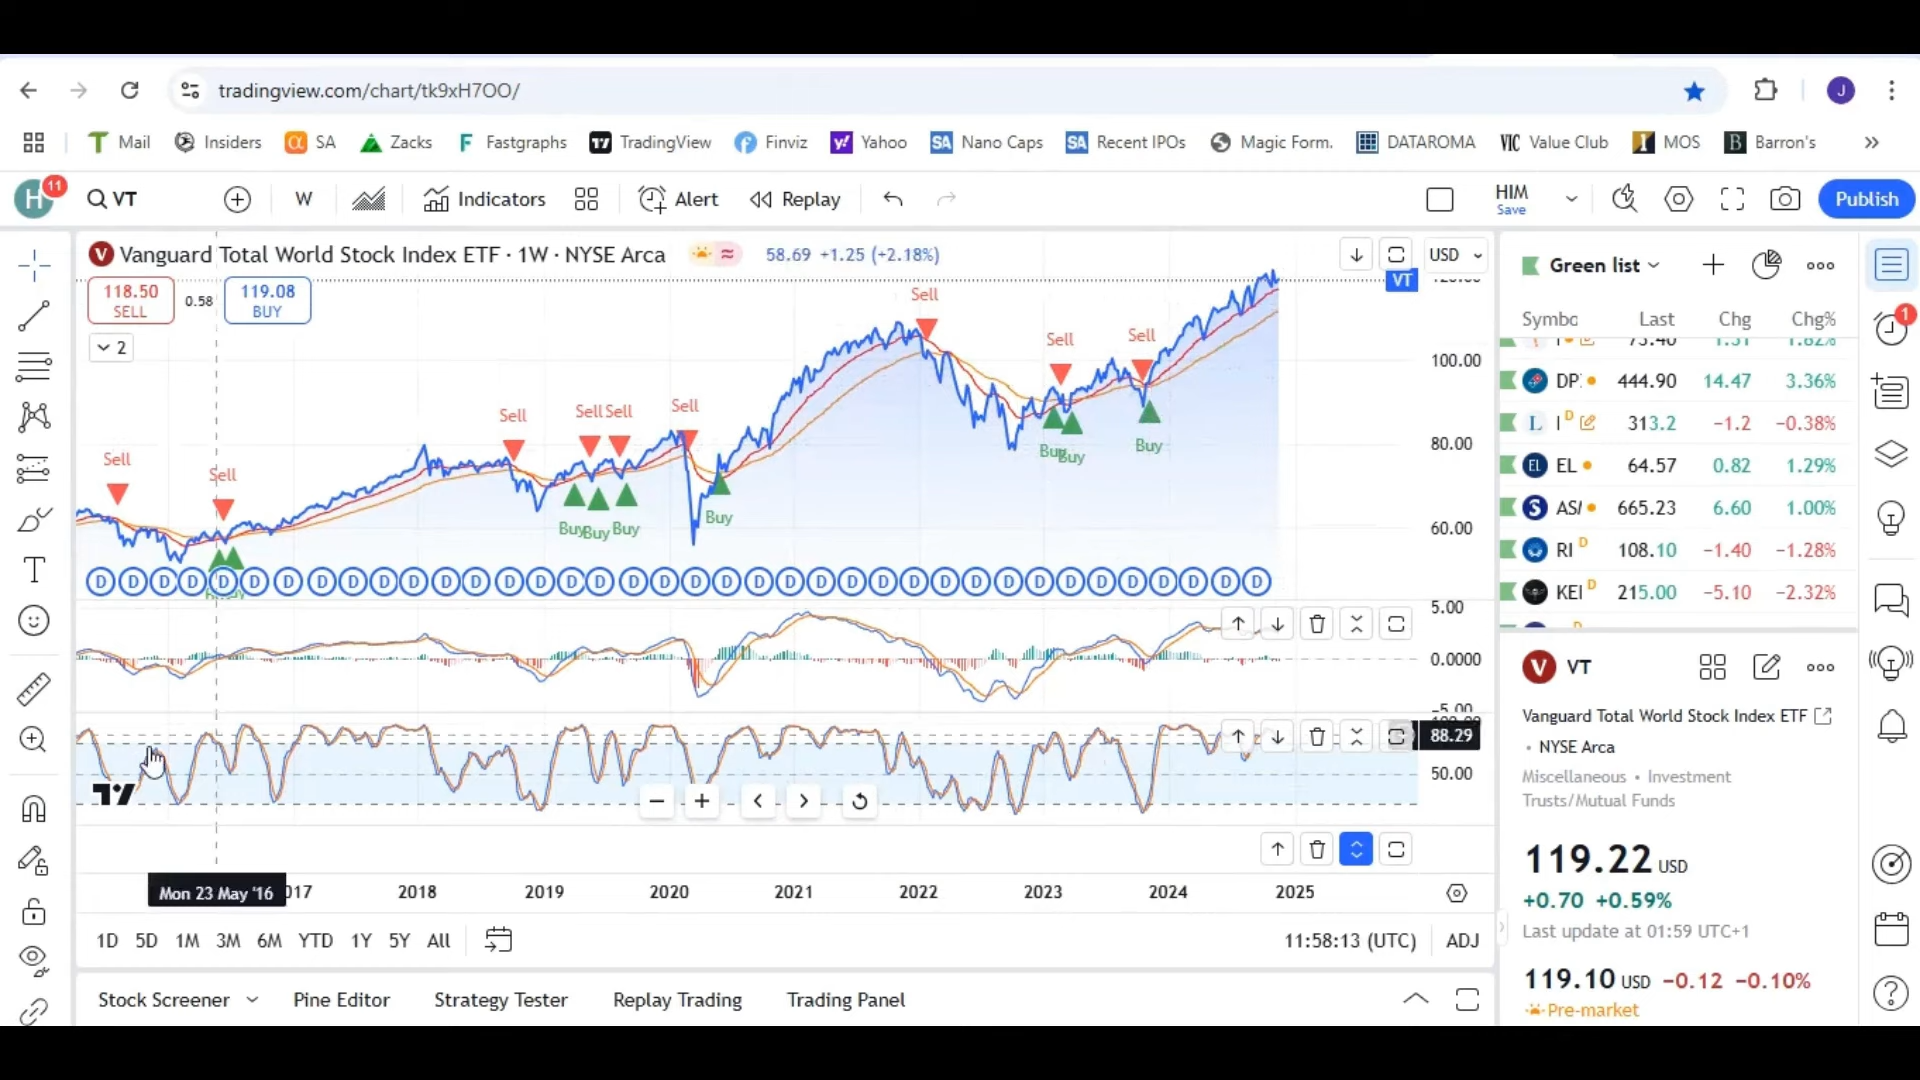 tradingview.com/chart/tk9xH7OO/
Mail Insiders SA Zacks Fastgraphs TradingView Finviz Yahoo Nano Caps Recent IPOs Magic Form. DATAROMA VIC Value Club MOS Barron's »
H 11 VT W Indicators Alert Replay HIM Save Publish
Vanguard Total World Stock Index ETF · 1W · NYSE Arca 58.69 +1.25 (+2.18%) USD
118.50 SELL 0.58 119.08 BUY
VT
2
Sell
Sell
Sell
Sell Sell
Sell
Sell
Sell
Sell
Buy
Buy
Buy
Buy
Buy
Buy
Buy
100.00
80.00
60.00
D D D D D D D D D D D D D D D D D D D D D D D D D D D D D D D D D D D D D D
5.00
0.0000
-5.00
88.29
50.00
Mon 23 May '16 2018 2019 2020 2021 2022 2023 2024 2025
1D 5D 1M 3M 6M YTD 1Y 5Y All 11:58:13 (UTC) ADJ
Stock Screener Pine Editor Strategy Tester Replay Trading Trading Panel
Green list
Symbo Last Chg Chg%
DP 444.90 14.47 3.36%
L I D 313.2 −1.2 −0.38%
EL EL 64.57 0.82 1.29%
S AS 665.23 6.60 1.00%
RI D 108.10 −1.40 −1.28%
KEI D 215.00 −5.10 −2.32%
V VT
Vanguard Total World Stock Index ETF
• NYSE Arca
Miscellaneous • Investment
Trusts/Mutual Funds
119.22 USD
+0.70 +0.59%
Last update at 01:59 UTC+1
119.10 USD −0.12 −0.10%
Pre-market